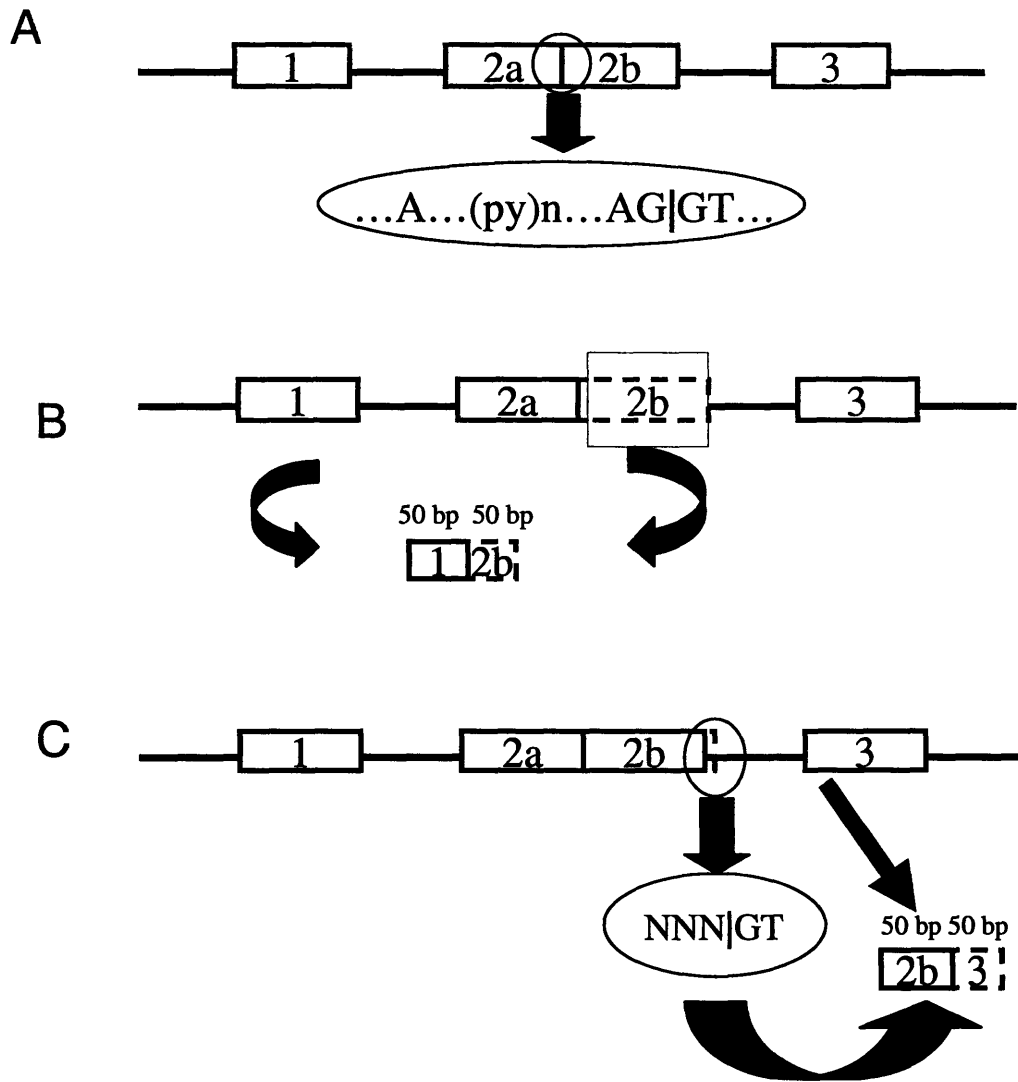 A
1 2a 2b 3
...A...(py)n...AG|GT...
B
1 2a 2b 3
50 bp 50 bp
1 2b
C
1 2a 2b 3
NNN|GT
50 bp 50 bp
2b 3